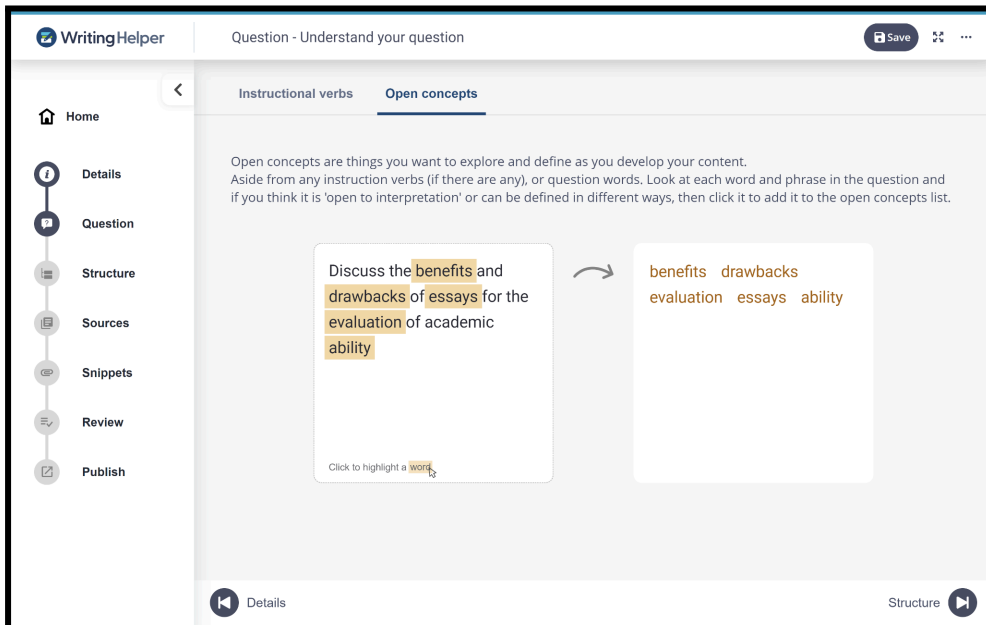 WritingHelper
Question - Understand your question
Save
Home
Details
Question
Structure
Sources
Snippets
Review
Publish
Instructional verbs
Open concepts
Open concepts are things you want to explore and define as you develop your content.
Aside from any instruction verbs (if there are any), or question words. Look at each word and phrase in the question and
if you think it is 'open to interpretation' or can be defined in different ways, then click it to add it to the open concepts list.
Discuss the benefits and
drawbacks of essays for the
evaluation of academic
ability
Click to highlight a word
benefits drawbacks
evaluation essays ability
Details
Structure